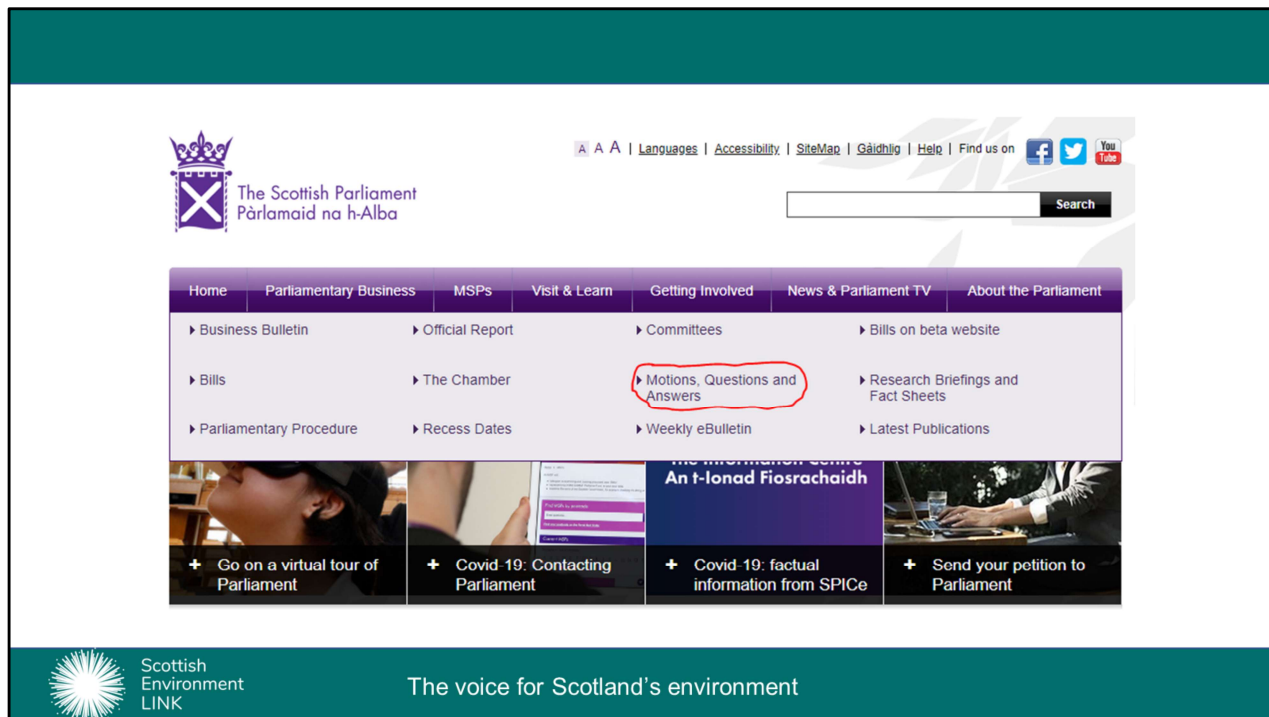 A A A | Languages | Accessibility | SiteMap | Gàidhlig | Help | Find us on
You
Tube
The Scottish Parliament
Pàrlamaid na h-Alba
Search
Home Parliamentary Business MSPs Visit & Learn Getting Involved News & Parliament TV About the Parliament
Business Bulletin Official Report Committees Bills on beta website
Bills The Chamber Motions, Questions and Answers Research Briefings and Fact Sheets
Parliamentary Procedure Recess Dates Weekly eBulletin Latest Publications
The Information Centre
An t-Ionad Fiosrachaidh
+ Go on a virtual tour of
Parliament
+ Covid-19: Contacting
Parliament
+ Covid-19: factual
information from SPICe
+ Send your petition to
Parliament
Scottish
Environment
LINK
The voice for Scotland's environment